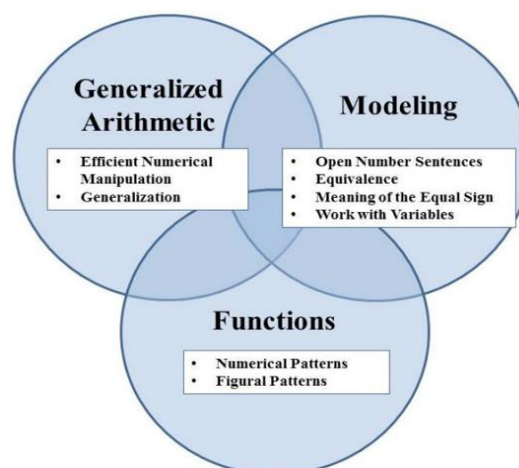 Generalized
Arithmetic
• Efficient Numerical
Manipulation
• Generalization
Modeling
• Open Number Sentences
• Equivalence
• Meaning of the Equal Sign
• Work with Variables
Functions
• Numerical Patterns
• Figural Patterns